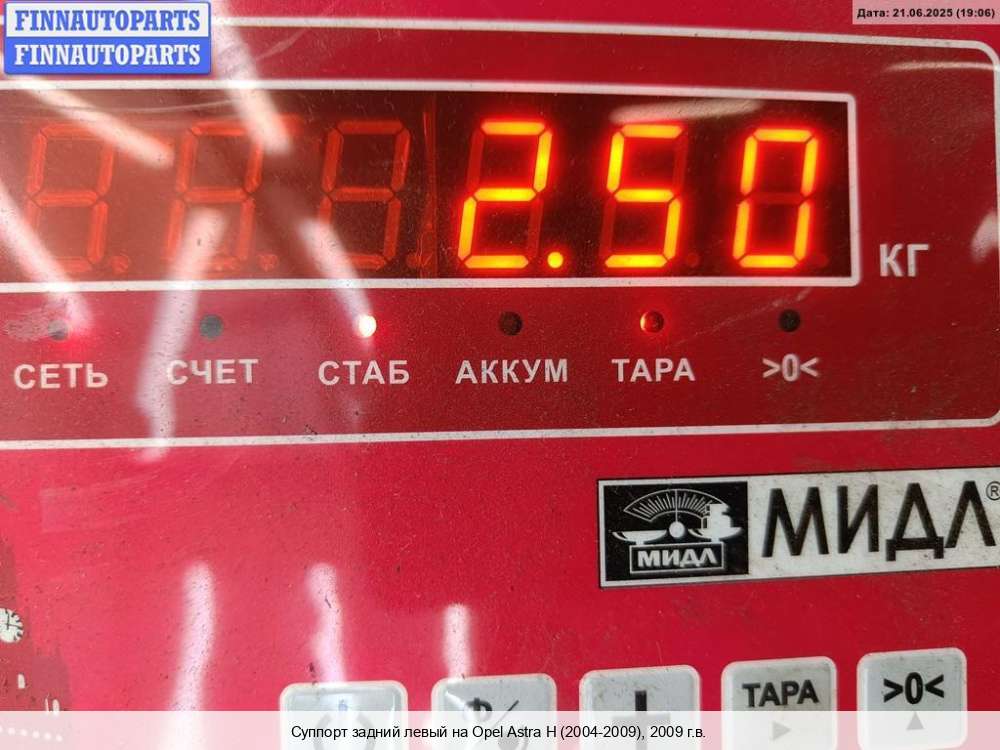 FINNAUTOPARTS
FINNAUTOPARTS
Дата: 21.06.2025 (19:06)
2.50
КГ
СЕТЬ СЧЕТ СТАБ АККУМ ТАРА >0<
МИДЛ МИДЛ®
+ ТАРА >0<
Суппорт задний левый на Opel Astra H (2004-2009), 2009 г.в.